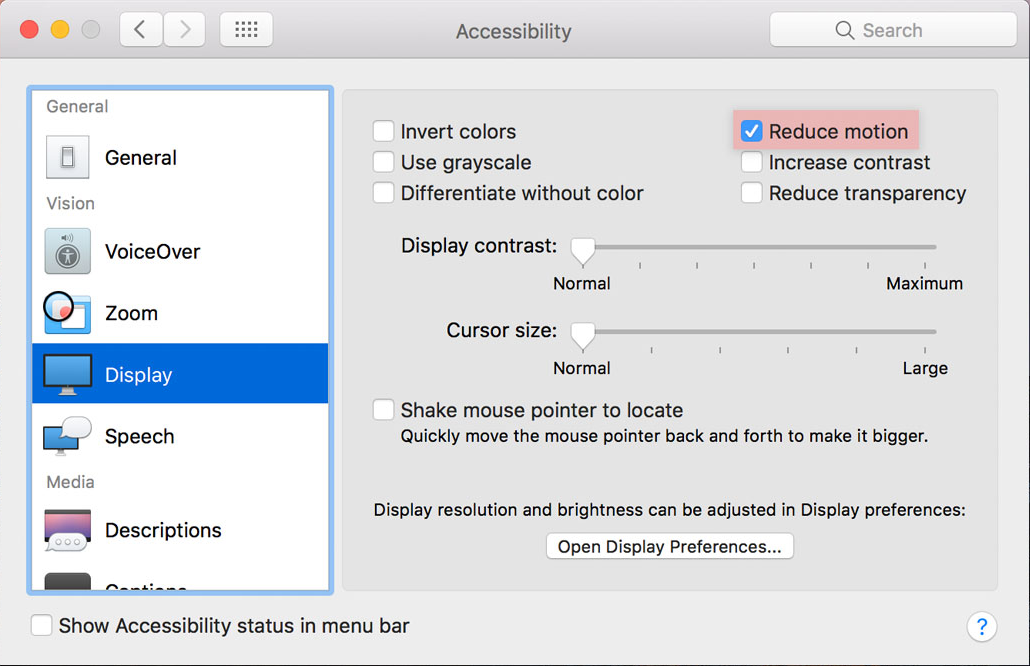 Accessibility
Search
General
General
Vision
VoiceOver
Zoom
Display
Speech
Media
Descriptions
Captions
Invert colors
Reduce motion
Use grayscale
Increase contrast
Differentiate without color
Reduce transparency
Display contrast:
Normal
Maximum
Cursor size:
Normal
Large
Shake mouse pointer to locate
Quickly move the mouse pointer back and forth to make it bigger.
Display resolution and brightness can be adjusted in Display preferences:
Open Display Preferences...
Show Accessibility status in menu bar
?